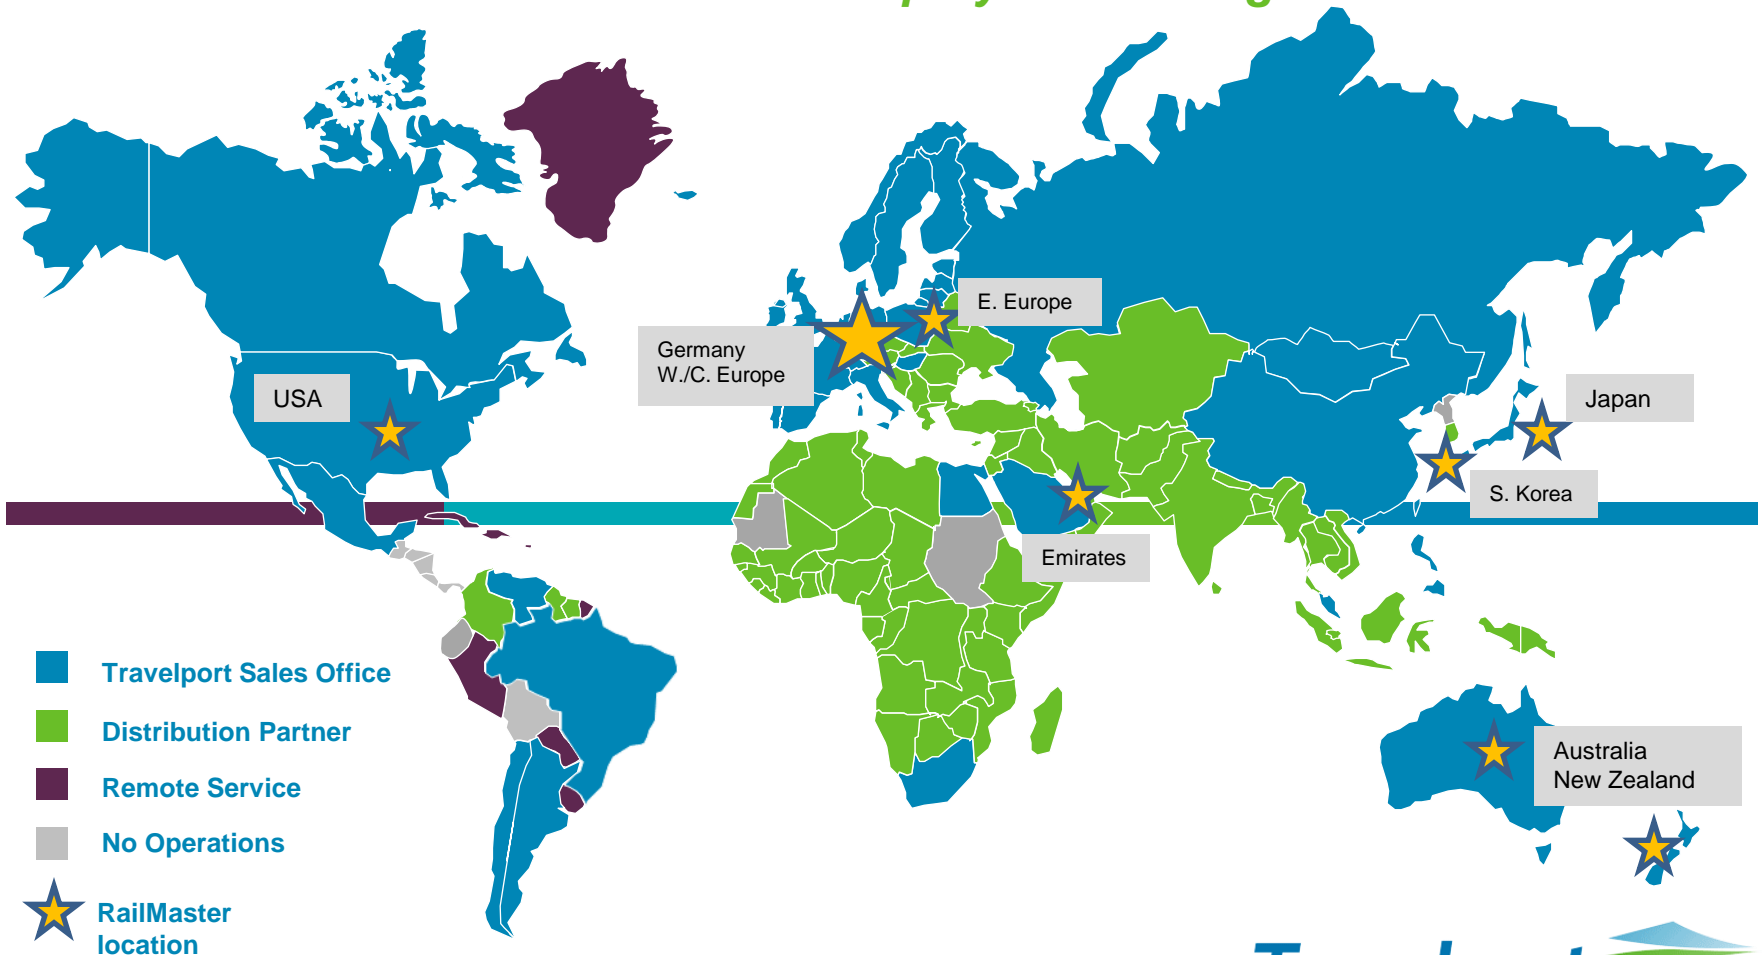 E. Europe
Germany
W./C. Europe
USA
Japan
S. Korea
Emirates
Travelport Sales Office
Distribution Partner
Remote Service
No Operations
RailMaster
location
Australia
New Zealand